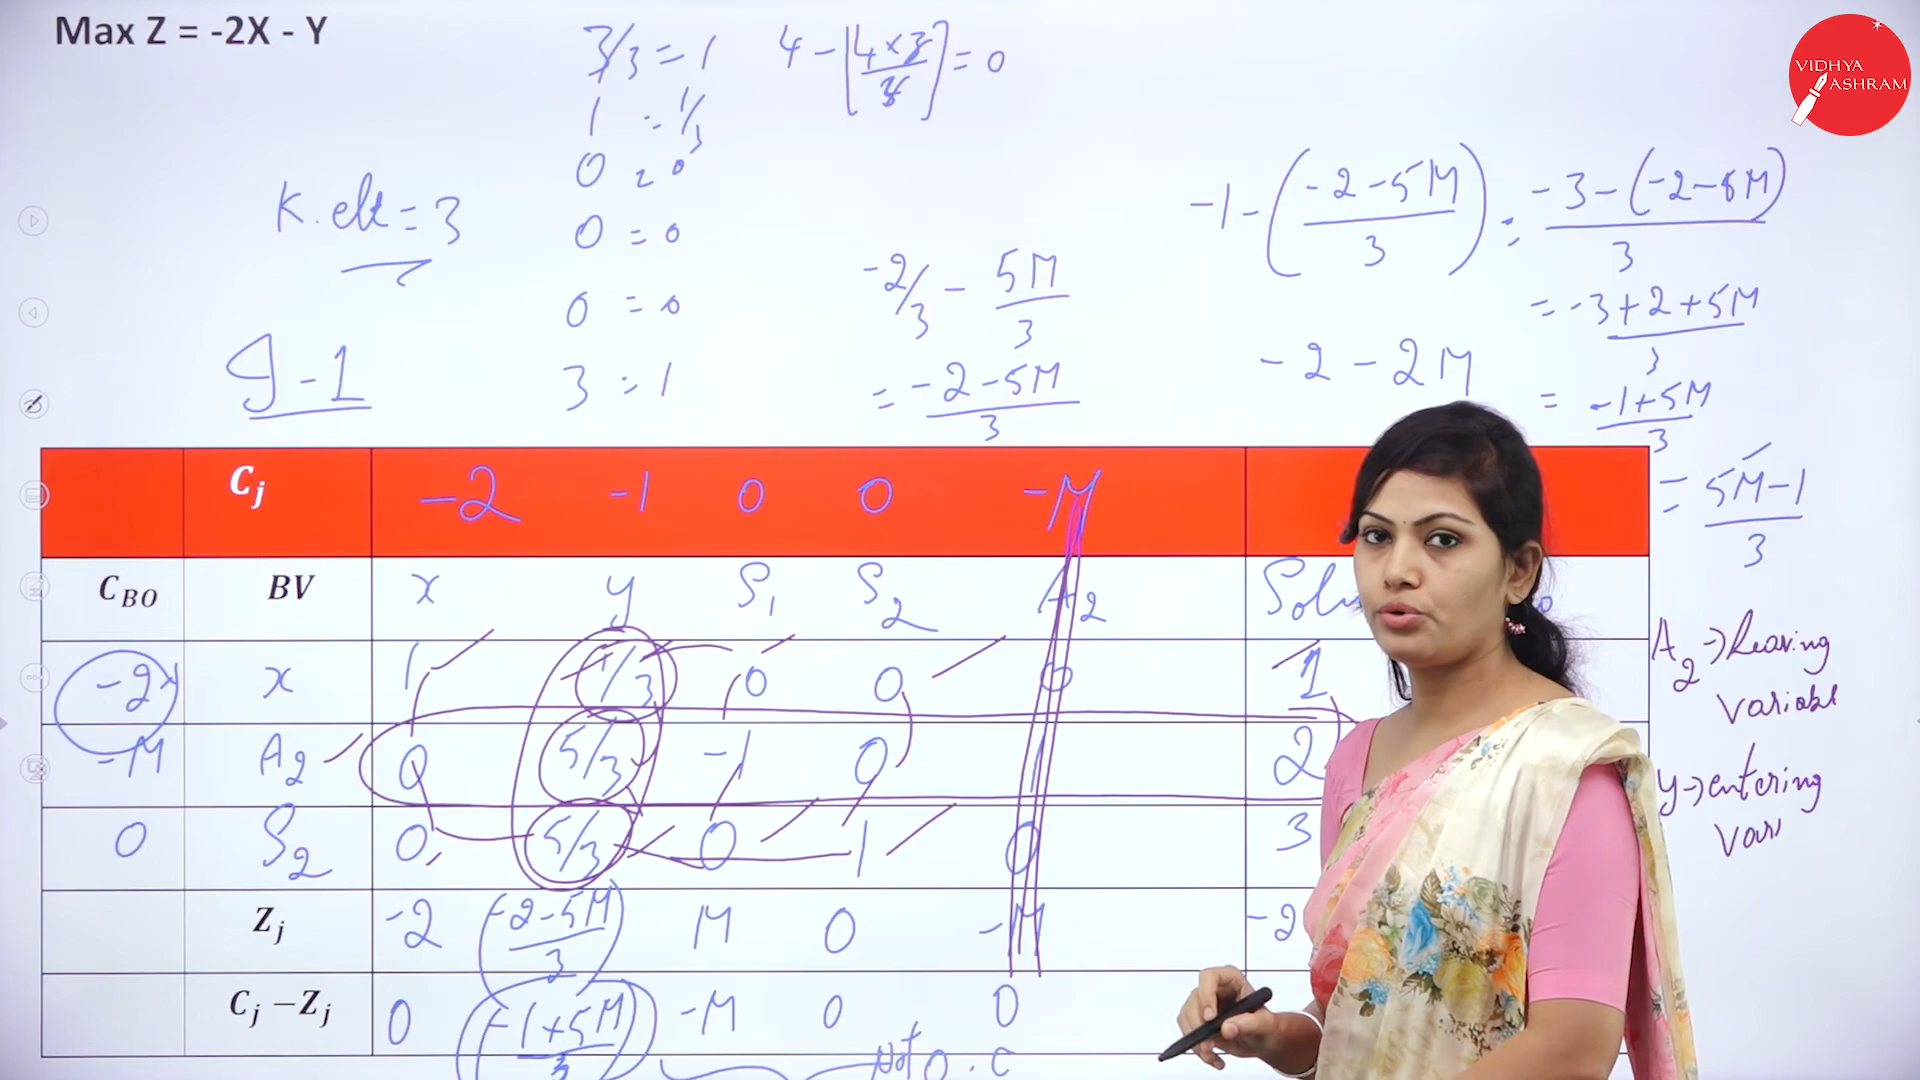 Max Z = -2X - Y
VIDHYA
ASHRAM
3/3 = 1
1 = 1/3
0 = 0
0 = 0
0 = 0
3 = 1
4 - [4 × 3 / 3] = 0
K.elt = 3
I - 1
-2/3 - 5M/3
= -2 - 5M / 3
-1 - (-2 - 5M / 3) = -3 - (-2 - 5M) / 3
= -3 + 2 + 5M / 3
-2 - 2M
= -1 + 5M / 3
= 5M - 1 / 3
Cj -2 -1 0 0 -M
CBO BV x y S1 S2 A2 Solu
-2 x 1 1/3 0 0 0 1
-M A2 0 5/3 -1 0 1 2
0 S2 0 5/3 0 1 0 3
Zj -2 -2-5M/3 M 0 -M -2
Cj – Zj 0 -1+5M/3 -M 0 0
Not O.C
A2 → Leaving
variable
y → entering
vari